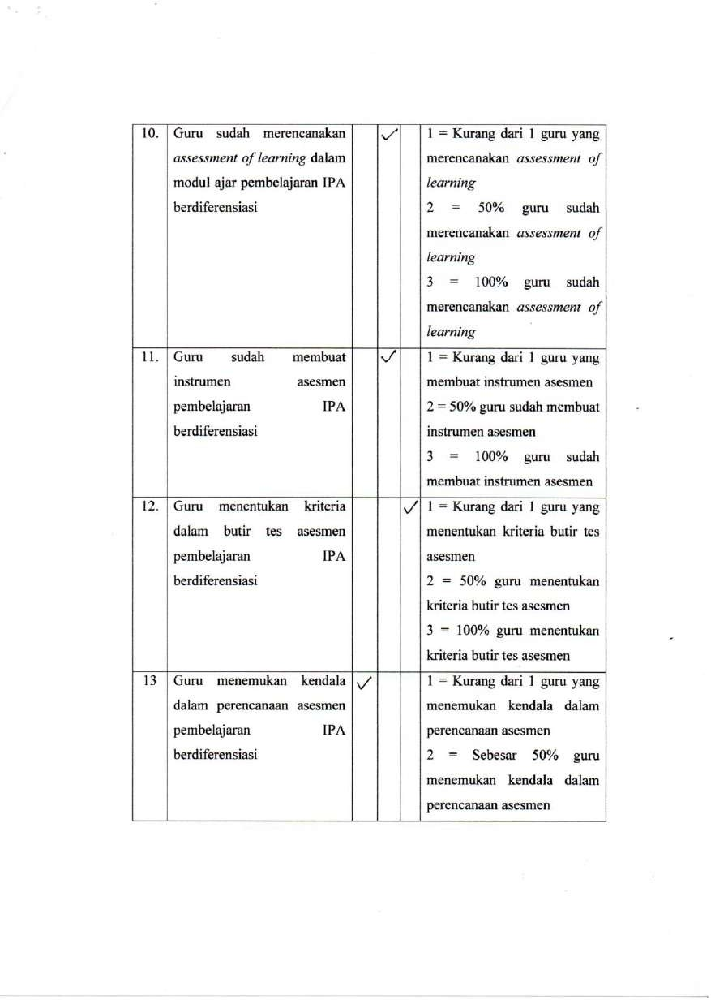 10. Guru sudah merencanakan
assessment of learning dalam
modul ajar pembelajaran IPA
berdiferensiasi
✓
1 = Kurang dari 1 guru yang
merencanakan assessment of
learning
2 = 50% guru sudah
merencanakan assessment of
learning
3 = 100% guru sudah
merencanakan assessment of
learning
11. Guru sudah membuat
instrumen asesmen
pembelajaran IPA
berdiferensiasi
✓
1 = Kurang dari 1 guru yang
membuat instrumen asesmen
2 = 50% guru sudah membuat
instrumen asesmen
3 = 100% guru sudah
membuat instrumen asesmen
12. Guru menentukan kriteria
dalam butir tes asesmen
pembelajaran IPA
berdiferensiasi
✓
1 = Kurang dari 1 guru yang
menentukan kriteria butir tes
asesmen
2 = 50% guru menentukan
kriteria butir tes asesmen
3 = 100% guru menentukan
kriteria butir tes asesmen
13 Guru menemukan kendala
dalam perencanaan asesmen
pembelajaran IPA
berdiferensiasi
✓
1 = Kurang dari 1 guru yang
menemukan kendala dalam
perencanaan asesmen
2 = Sebesar 50% guru
menemukan kendala dalam
perencanaan asesmen